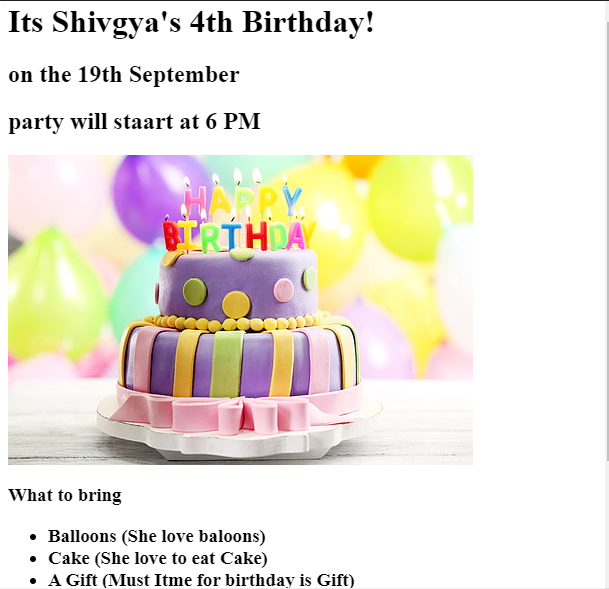 Its Shivgya's 4th Birthday!
on the 19th September
party will staart at 6 PM
HAPPY
BIRTHDAY
What to bring
Balloons (She love baloons)
Cake (She love to eat Cake)
A Gift (Must Itme for birthday is Gift)